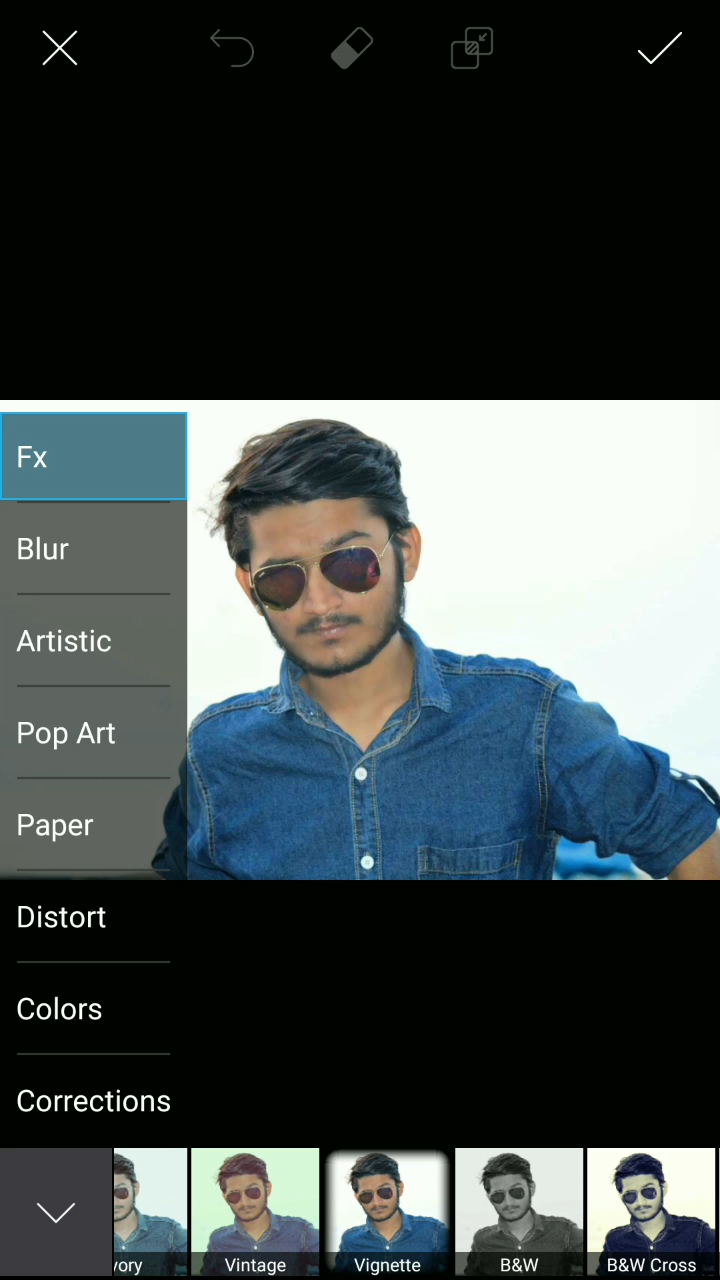 Fx
Blur
Artistic
Pop Art
Paper
Distort
Colors
Corrections
vory
Vintage
Vignette
B&W
B&W Cross